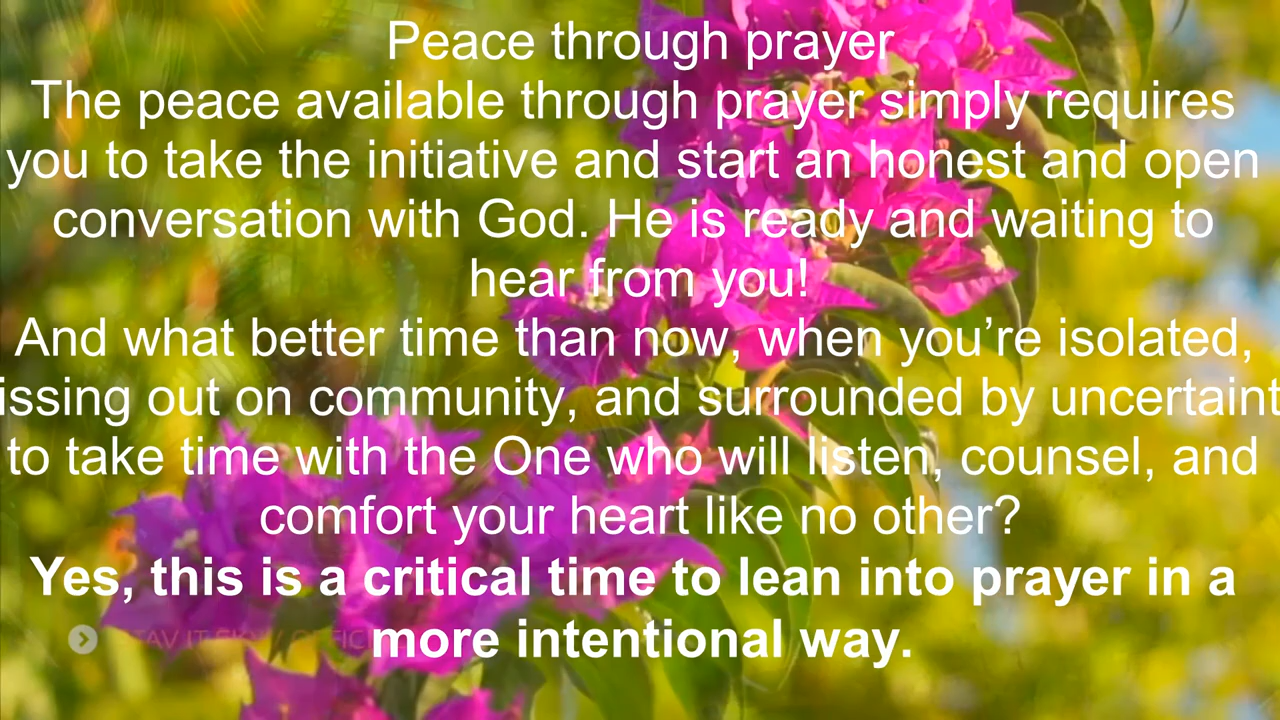 Peace through prayer
The peace available through prayer simply requires
you to take the initiative and start an honest and open
conversation with God. He is ready and waiting to
hear from you!
And what better time than now, when you’re isolated,
issing out on community, and surrounded by uncertaint
to take time with the One who will listen, counsel, and
comfort your heart like no other?
Yes, this is a critical time to lean into prayer in a
more intentional way.